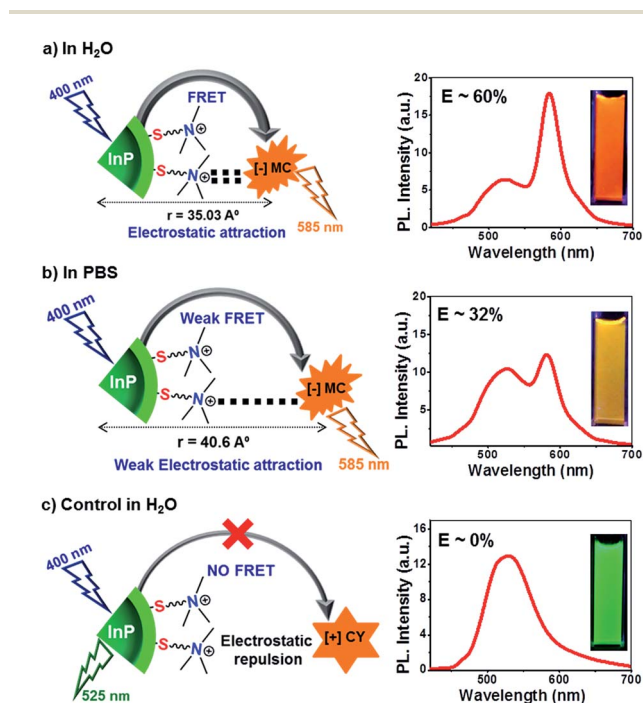 a) In H₂O
400 nm
FRET
InP
S
N
⊕
S
N
⊕
[-] MC
r = 35.03 Aº
Electrostatic attraction
585 nm
E ~ 60%
PL. Intensity (a.u.)
20
15
10
5
0
500
600
700
Wavelength (nm)
b) In PBS
400 nm
Weak FRET
InP
S
N
⊕
S
N
⊕
[-] MC
r = 40.6 Aº
Weak Electrostatic attraction
585 nm
E ~ 32%
PL. Intensity (a.u.)
20
15
10
5
500
600
700
Wavelength (nm)
c) Control in H₂O
400 nm
NO FRET
InP
S
N
⊕
S
N
⊕
Electrostatic
repulsion
[+] CY
525 nm
E ~ 0%
PL. Intensity (a.u.)
16
12
8
4
0
500
600
700
Wavelength (nm)